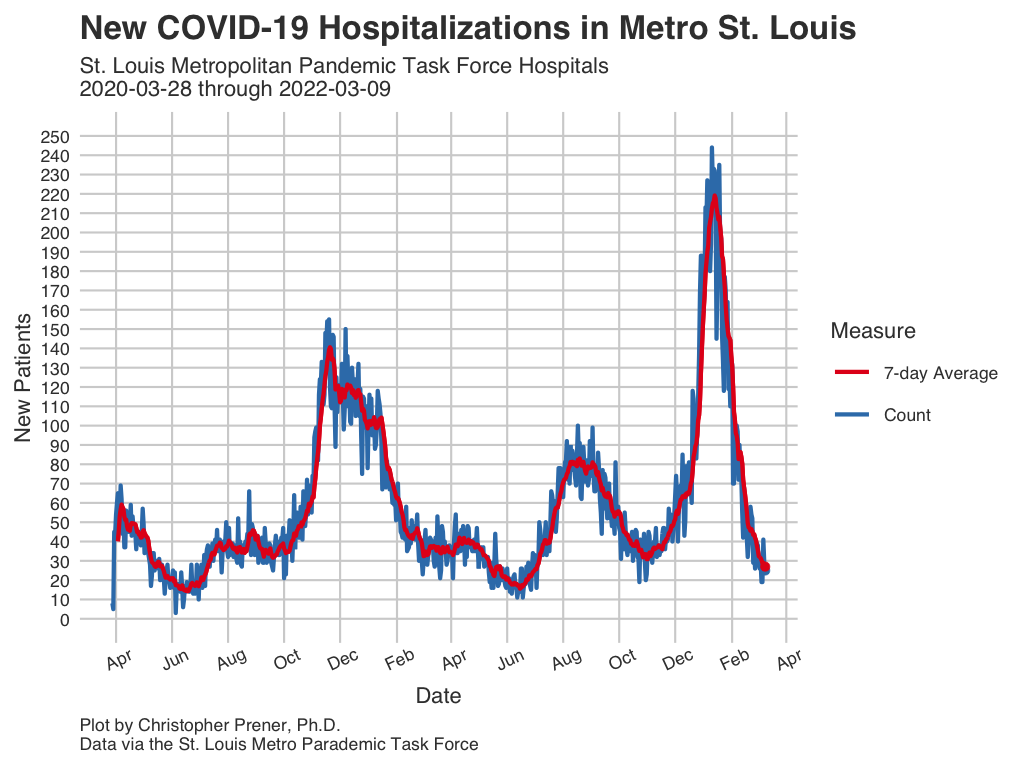 New COVID-19 Hospitalizations in Metro St. Louis
St. Louis Metropolitan Pandemic Task Force Hospitals
2020-03-28 through 2022-03-09
250
240
230
220
210
200
190
180
170
160
150
140
130
120
110
100
90
80
70
60
50
40
30
20
10
0
New Patients
Apr Jun Aug Oct Dec Feb Apr Jun Aug Oct Dec Feb Apr
Date
Measure
7-day Average
Count
Plot by Christopher Prener, Ph.D.
Data via the St. Louis Metro Parademic Task Force